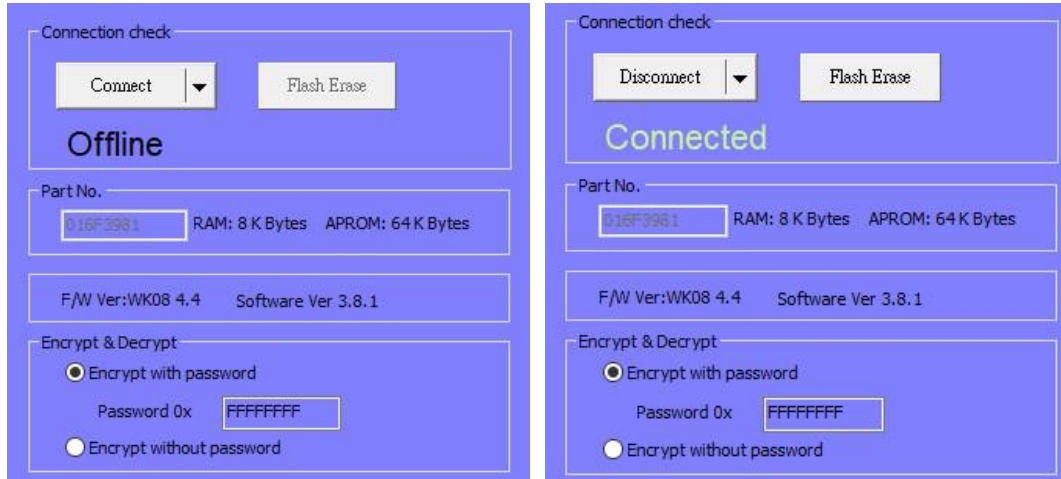 Connection check
Connect
Flash Erase
Offline
Part No.
016F3981
RAM: 8 K Bytes
APROM: 64 K Bytes
F/W Ver:WK08 4.4
Software Ver 3.8.1
Encrypt & Decrypt
Encrypt with password
Password 0x
FFFFFFFF
Encrypt without password
Connection check
Disconnect
Flash Erase
Connected
Part No.
016F3981
RAM: 8 K Bytes
APROM: 64 K Bytes
F/W Ver:WK08 4.4
Software Ver 3.8.1
Encrypt & Decrypt
Encrypt with password
Password 0x
FFFFFFFF
Encrypt without password